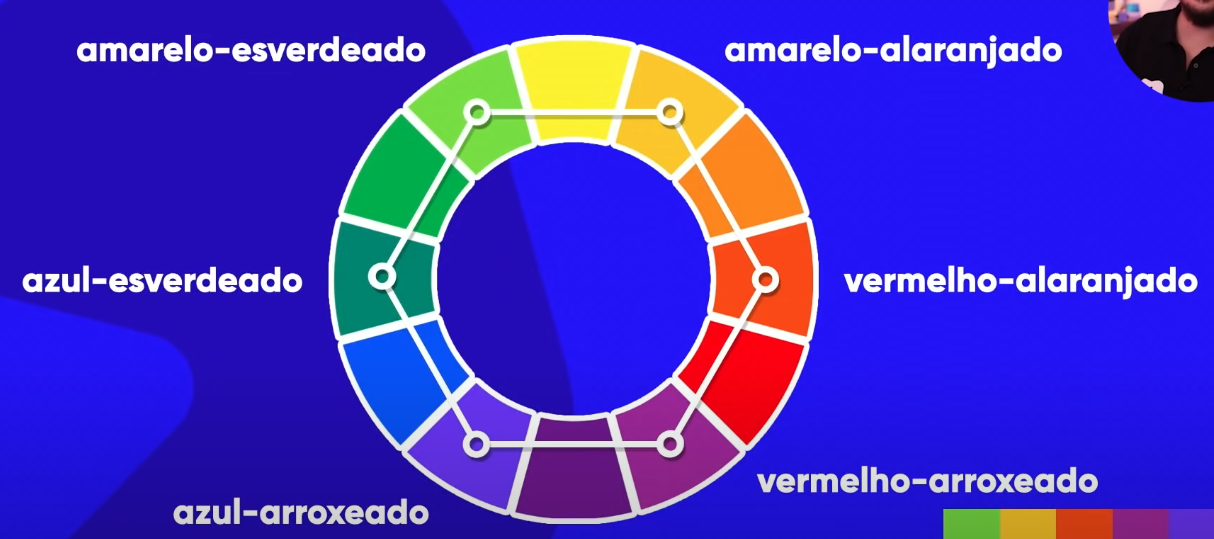 amarelo-esverdeado
amarelo-alaranjado
azul-esverdeado
vermelho-alaranjado
vermelho-arroxeado
azul-arroxeado